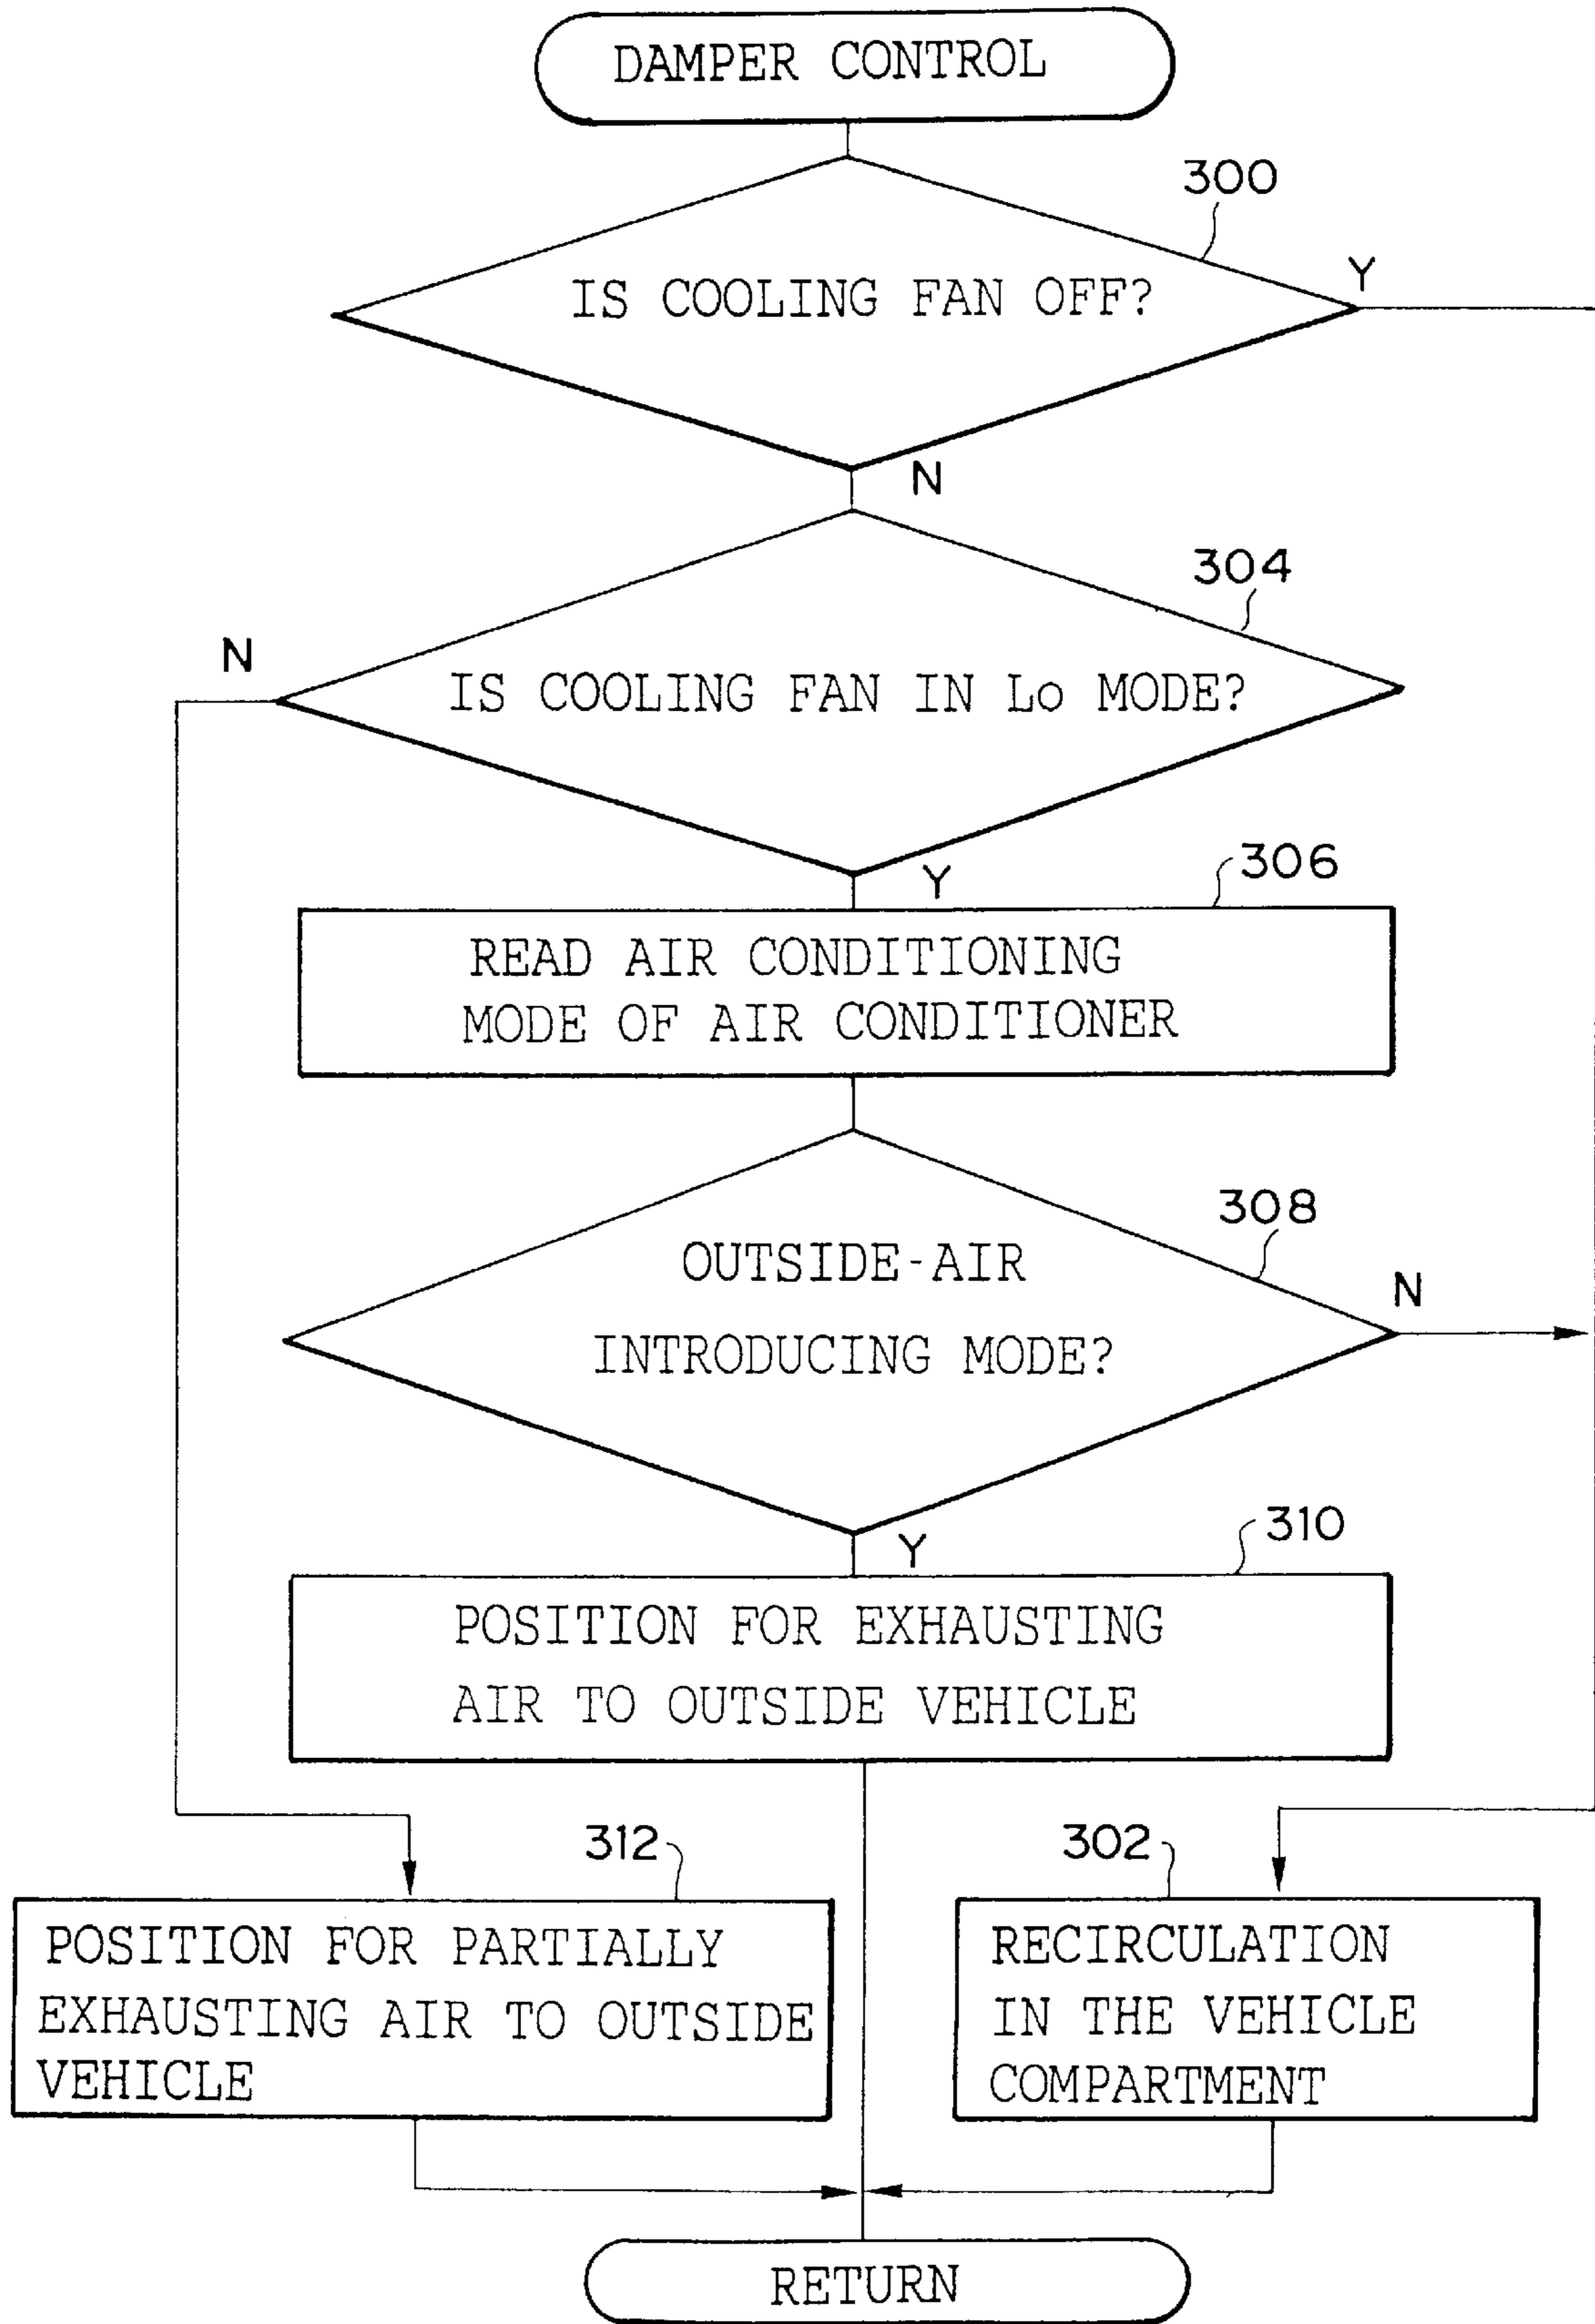 DAMPER CONTROL
300
IS COOLING FAN OFF?
Y
N
304
N
IS COOLING FAN IN Lo MODE?
Y
306
READ AIR CONDITIONING
MODE OF AIR CONDITIONER
308
OUTSIDE-AIR
INTRODUCING MODE?
N
Y
310
POSITION FOR EXHAUSTING
AIR TO OUTSIDE VEHICLE
312
POSITION FOR PARTIALLY
EXHAUSTING AIR TO OUTSIDE
VEHICLE
302
RECIRCULATION
IN THE VEHICLE
COMPARTMENT
RETURN